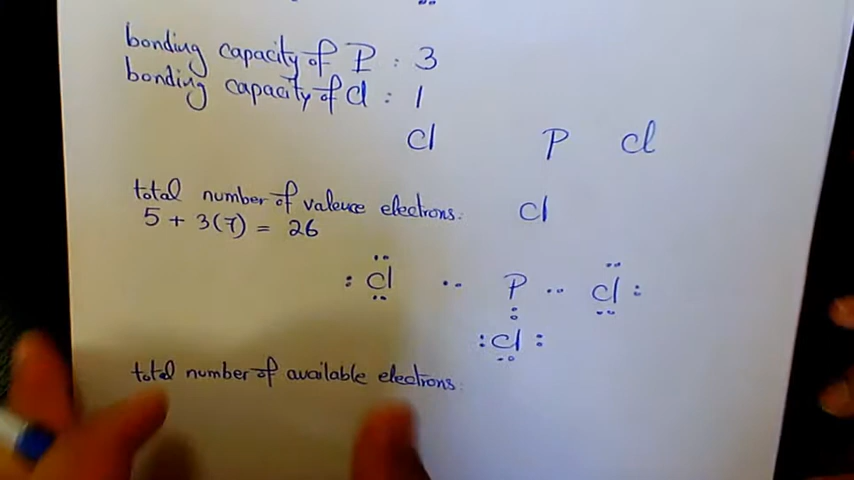 bonding capacity of P : 3
bonding capacity of Cl : 1
Cl P Cl
total number of valence electrons:
Cl
5 + 3(7) = 26
:Cl ·· P ·· Cl:
:Cl:
total number of available electrons: